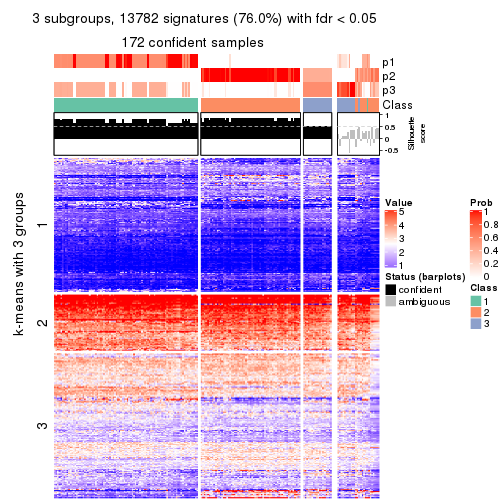 3 subgroups, 13782 signatures (76.0%) with fdr < 0.05
172 confident samples
p1
p2
p3
Class
1
0.5
0
-0.5
Silhouette
score
k-means with 3 groups
1
2
3
Value
5
4
3
2
1
Status (barplots)
confident
ambiguous
Prob
1
0.8
0.6
0.4
0.2
0
Class
1
2
3